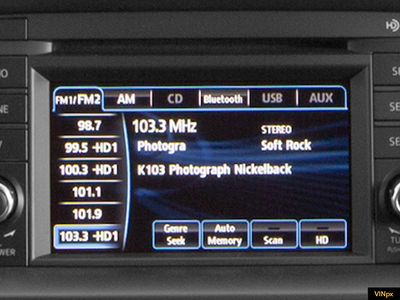 FM1/FM2 AM CD Bluetooth USB AUX
98.7
99.5 -HD1
100.3 -HD1
101.1
101.9
103.3 -HD1
103.3 MHz
STEREO
Photogra Soft Rock
K103 Photograph Nickelback
Genre Seek
Auto Memory
Scan
HD
VINpx